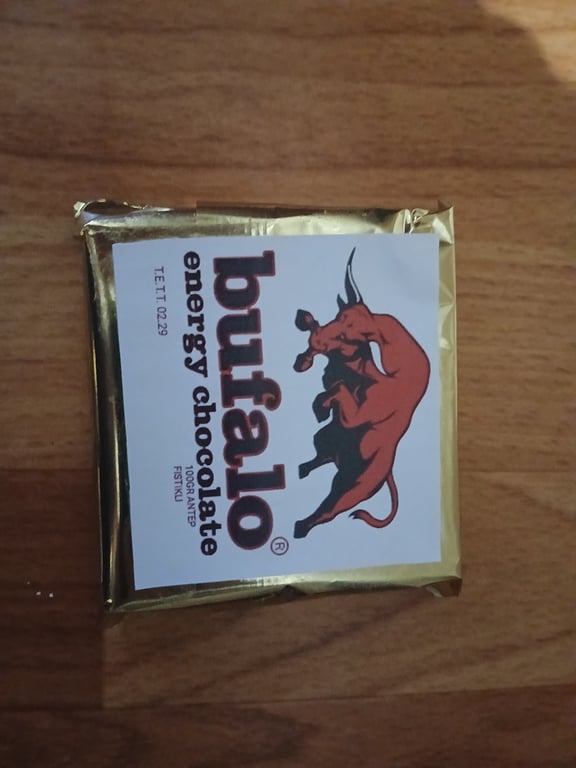 bufalo®
energy chocolate
T.E.T.T. 02.29
100GR ANTEP
FISTIKLI